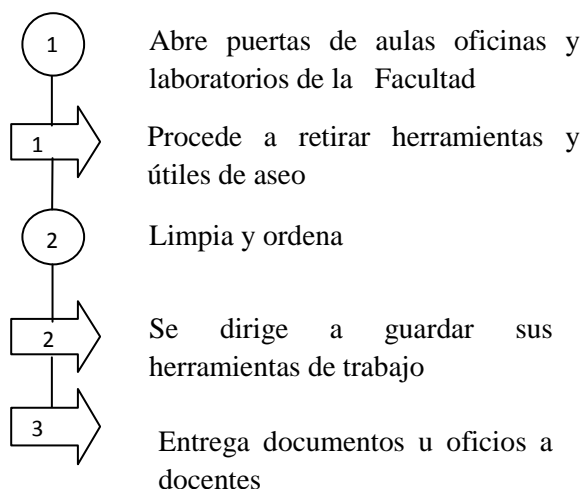 1
Abre puertas de aulas oficinas y
laboratorios de la Facultad
1
Procede a retirar herramientas y
útiles de aseo
2
Limpia y ordena
2
Se dirige a guardar sus
herramientas de trabajo
3
Entrega documentos u oficios a
docentes